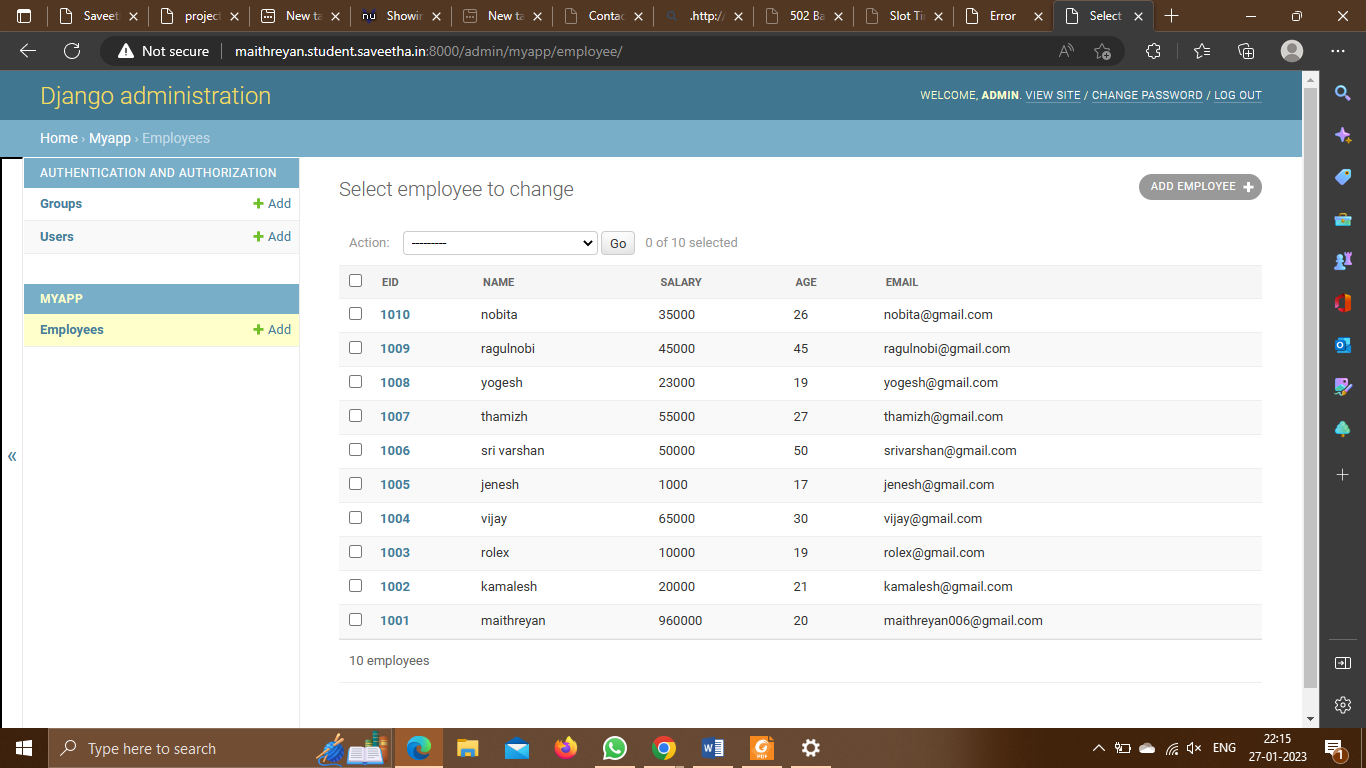 Saveet project New ta Showin New ta Contac .http:// 502 Ba Slot Ti Error Select
Not secure maithreyan.student.saveetha.in:8000/admin/myapp/employee/
Django administration
WELCOME, ADMIN. VIEW SITE / CHANGE PASSWORD / LOG OUT
Home › Myapp › Employees
AUTHENTICATION AND AUTHORIZATION
Groups + Add
Users + Add
MYAPP
Employees + Add
«
Select employee to change
ADD EMPLOYEE +
Action: --------- Go 0 of 10 selected
EID NAME SALARY AGE EMAIL
1010 nobita 35000 26 nobita@gmail.com
1009 ragulnobi 45000 45 ragulnobi@gmail.com
1008 yogesh 23000 19 yogesh@gmail.com
1007 thamizh 55000 27 thamizh@gmail.com
1006 sri varshan 50000 50 srivarshan@gmail.com
1005 jenesh 1000 17 jenesh@gmail.com
1004 vijay 65000 30 vijay@gmail.com
1003 rolex 10000 19 rolex@gmail.com
1002 kamalesh 20000 21 kamalesh@gmail.com
1001 maithreyan 960000 20 maithreyan006@gmail.com
10 employees
Type here to search
ENG
22:15
27-01-2023
1